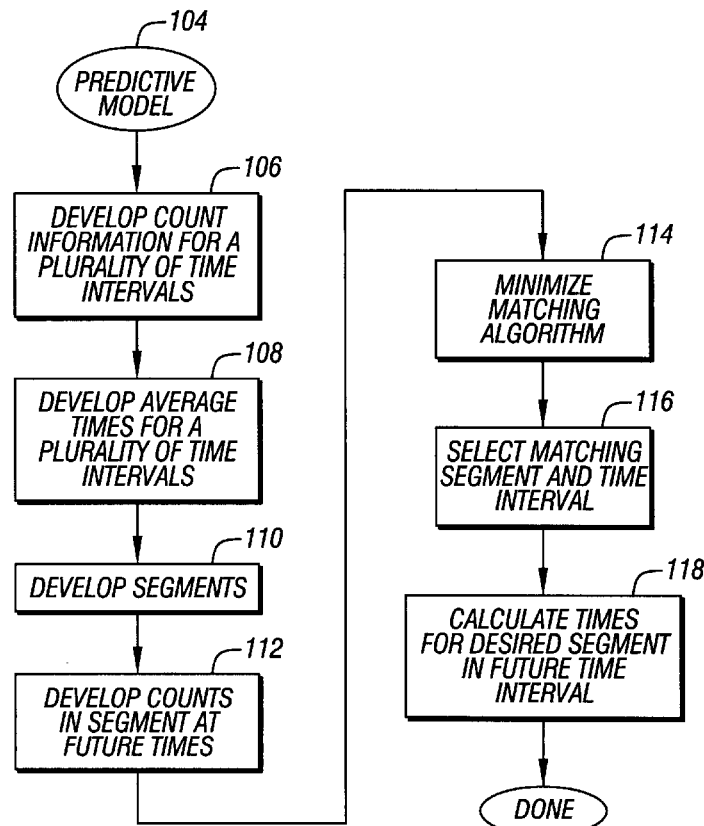 104
PREDICTIVE
MODEL
106
DEVELOP COUNT
INFORMATION FOR A
PLURALITY OF TIME
INTERVALS
108
DEVELOP AVERAGE
TIMES FOR A
PLURALITY OF TIME
INTERVALS
110
DEVELOP SEGMENTS
112
DEVELOP COUNTS
IN SEGMENT AT
FUTURE TIMES
114
MINIMIZE
MATCHING
ALGORITHM
116
SELECT MATCHING
SEGMENT AND TIME
INTERVAL
118
CALCULATE TIMES
FOR DESIRED SEGMENT
IN FUTURE TIME
INTERVAL
DONE